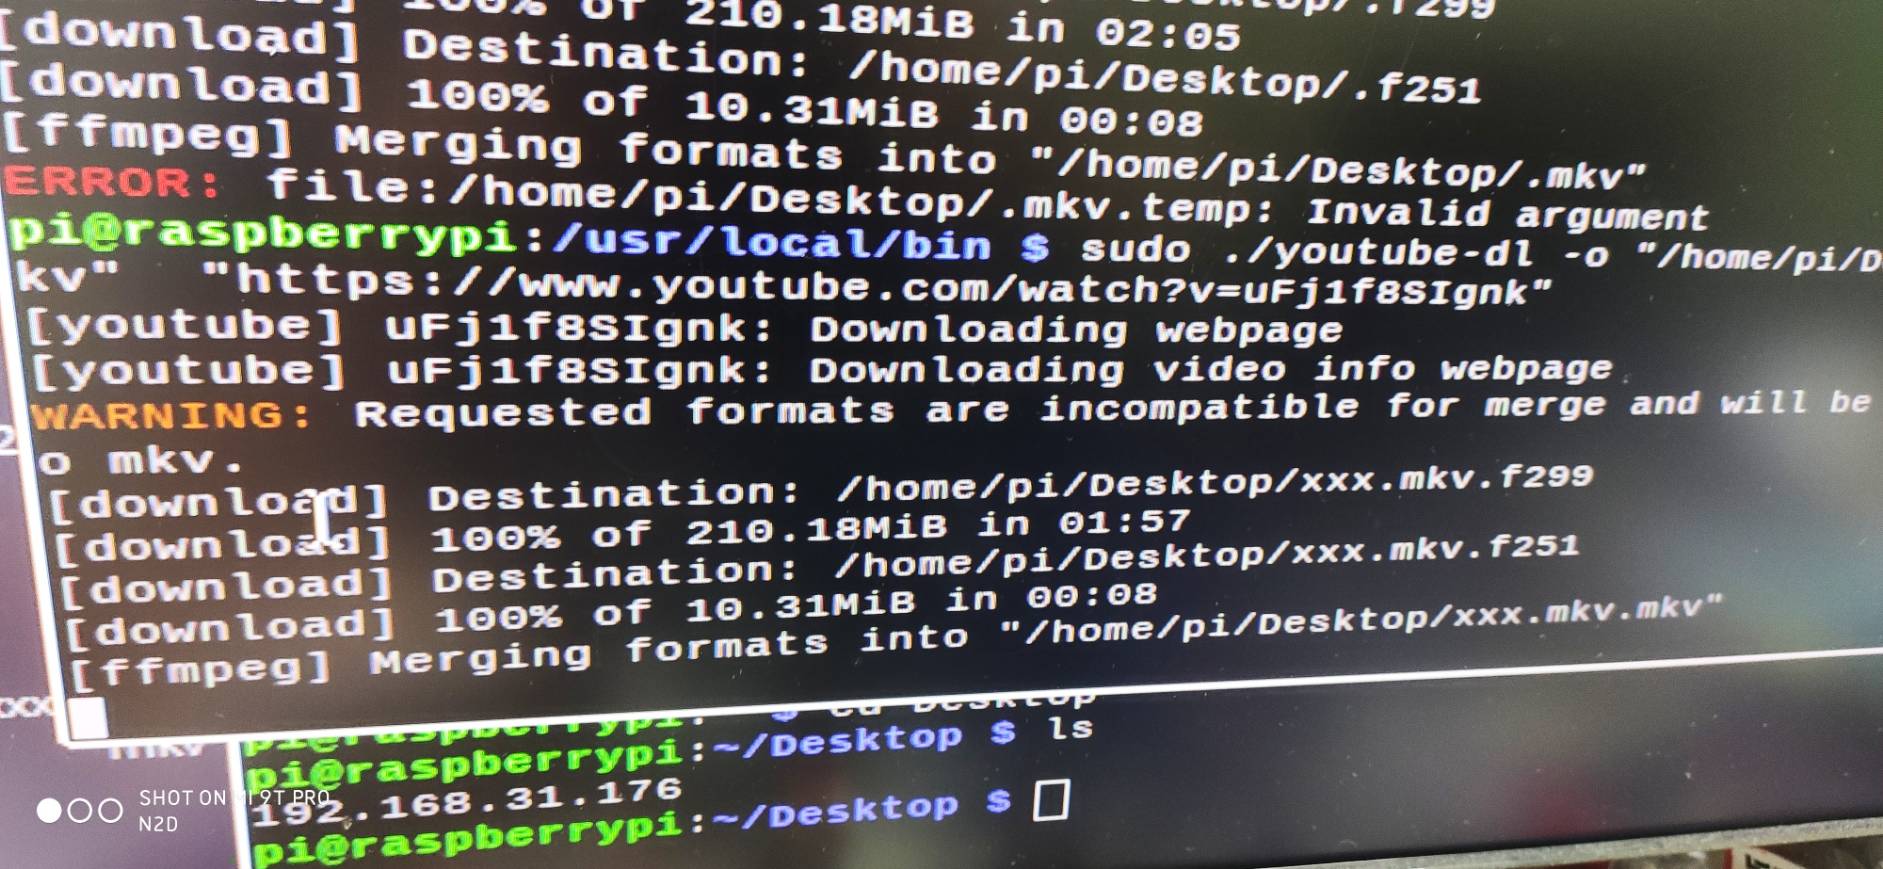 100% of 210.18MiB in 02:05
[download] Destination: /home/pi/Desktop/.f251
[download] 100% of 10.31MiB in 00:08
[ffmpeg] Merging formats into "/home/pi/Desktop/.mkv"
ERROR: file:/home/pi/Desktop/.mkv.temp: Invalid argument
pi@raspberrypi:/usr/local/bin $ sudo ./youtube-dl -o "/home/pi/D
kv" "https://www.youtube.com/watch?v=uFj1f8SIgnk"
[youtube] uFj1f8SIgnk: Downloading webpage
[youtube] uFj1f8SIgnk: Downloading video info webpage
WARNING: Requested formats are incompatible for merge and will be
o mkv.
[download] Destination: /home/pi/Desktop/xxx.mkv.f299
[download] 100% of 210.18MiB in 01:57
[download] Destination: /home/pi/Desktop/xxx.mkv.f251
[download] 100% of 10.31MiB in 00:08
[ffmpeg] Merging formats into "/home/pi/Desktop/xxx.mkv.mkv"
mkv
pi@raspberrypi: $ cd Desktop
pi@raspberrypi:~/Desktop $ ls
192.168.31.176
pi@raspberrypi:~/Desktop $
SHOT ON MI 9T PRO
N2D